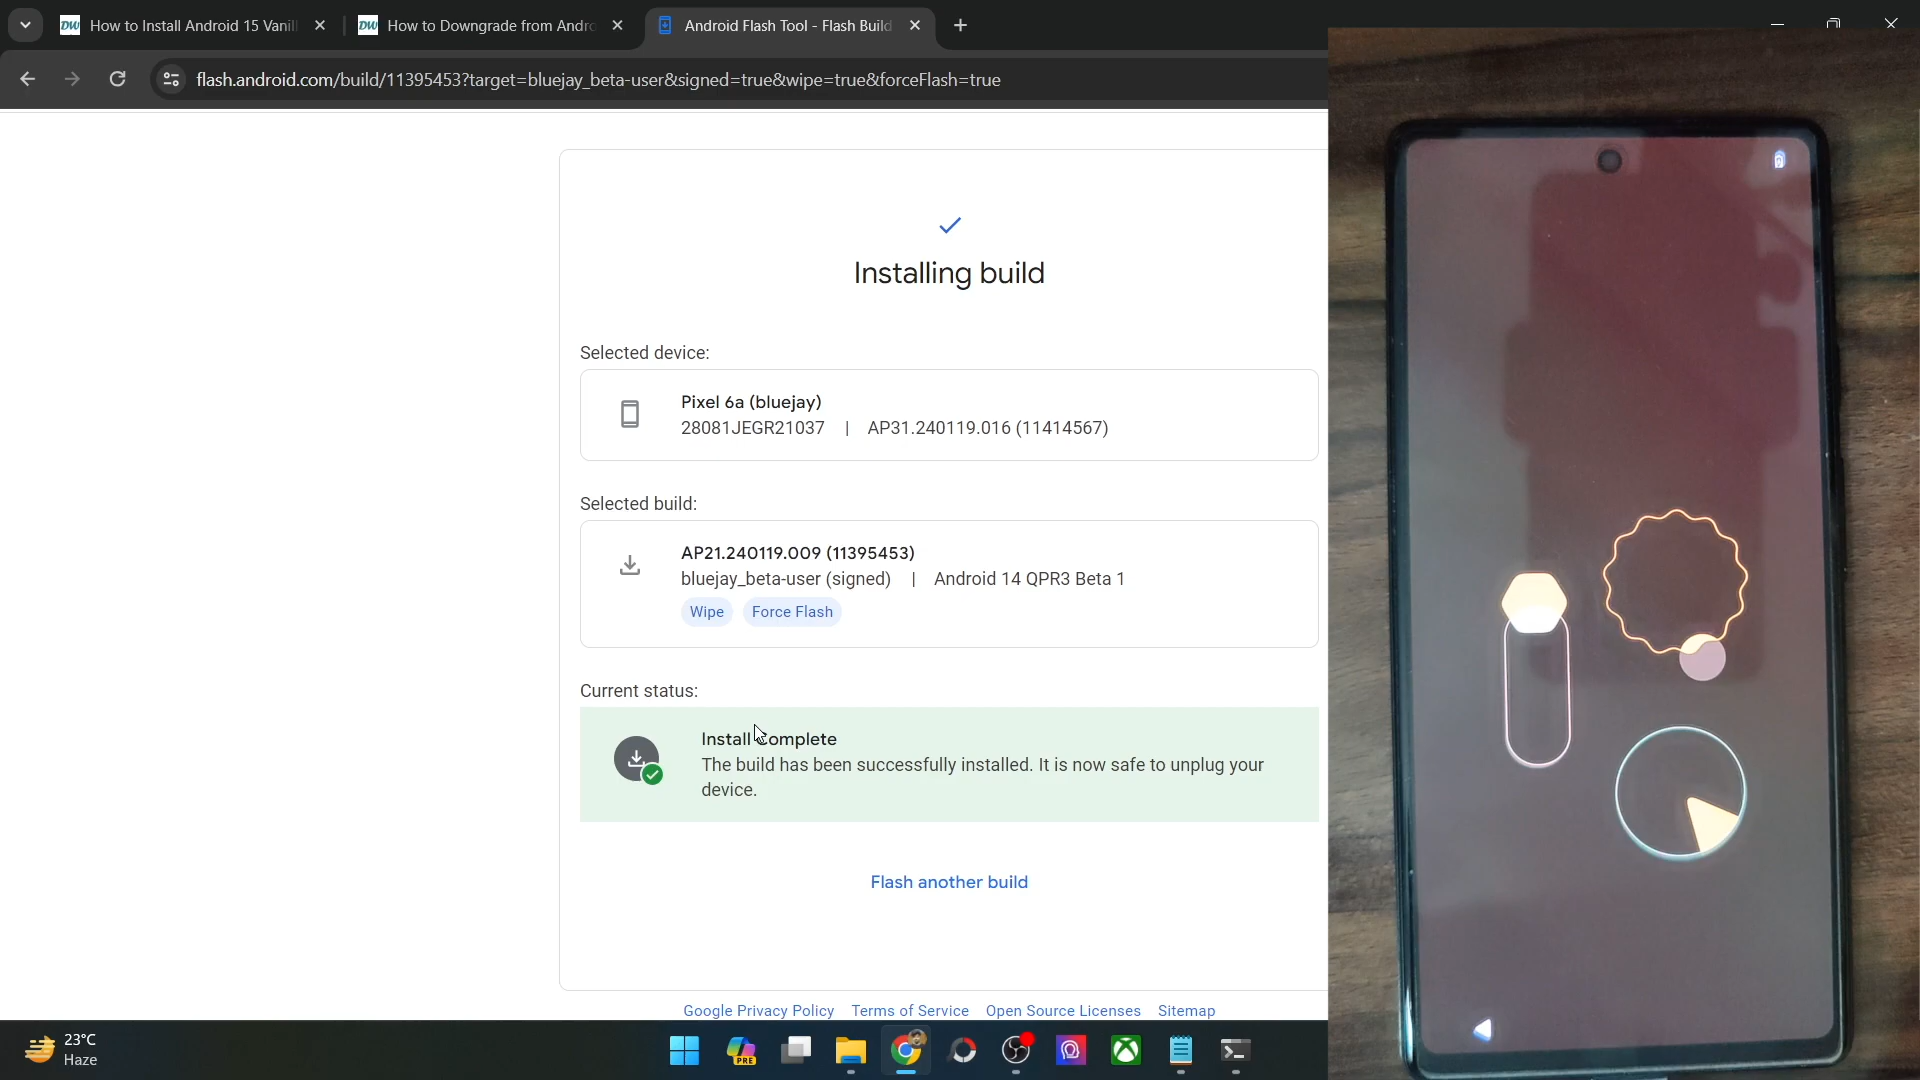 How to Install Android 15 Vanil
How to Downgrade from Andro
Android Flash Tool - Flash Build
flash.android.com/build/11395453?target=bluejay_beta-user&signed=true&wipe=true&forceFlash=true
Installing build
Selected device:
Pixel 6a (bluejay)
28081JEGR21037 | AP31.240119.016 (11414567)
Selected build:
AP21.240119.009 (11395453)
bluejay_beta-user (signed) | Android 14 QPR3 Beta 1
Wipe Force Flash
Current status:
Install complete
The build has been successfully installed. It is now safe to unplug your
device.
Flash another build
Google Privacy Policy Terms of Service Open Source Licenses Sitemap
23°C
Haze
PRE